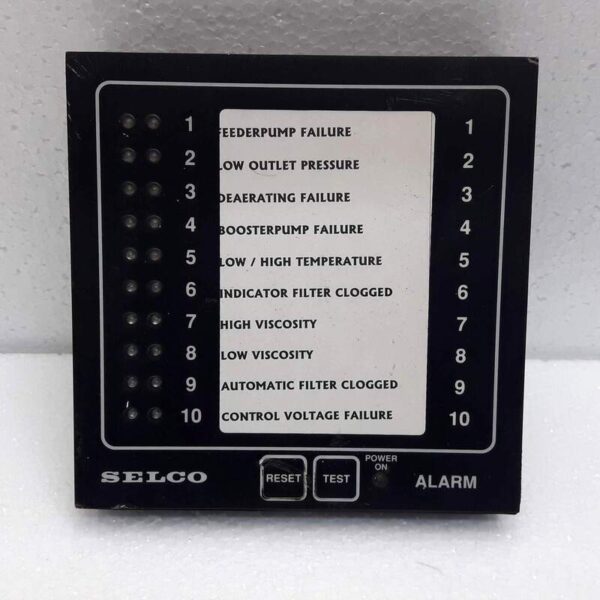 1 FEEDERPUMP FAILURE 1
2 LOW OUTLET PRESSURE 2
3 DEAERATING FAILURE 3
4 BOOSTERPUMP FAILURE 4
5 LOW / HIGH TEMPERATURE 5
6 INDICATOR FILTER CLOGGED 6
7 HIGH VISCOSITY 7
8 LOW VISCOSITY 8
9 AUTOMATIC FILTER CLOGGED 9
10 CONTROL VOLTAGE FAILURE 10
SELCO RESET TEST POWER ON ALARM